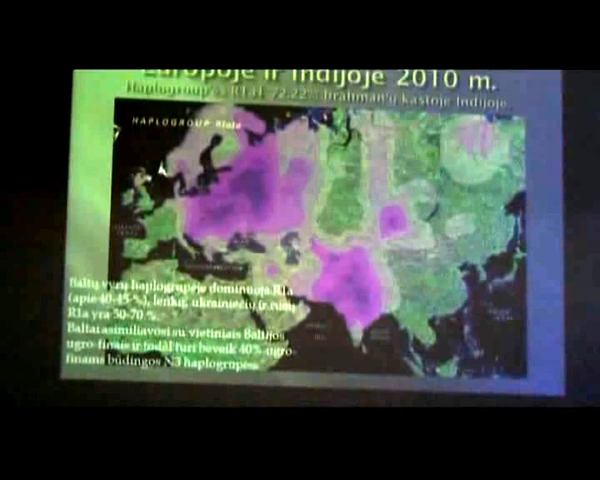 Europoje ir Indijoje 2010 m.
Haplogroup's R1a1 72.22% brahman'ų kastoje Indijoje
HAPLOGROUP R1a1a
Baltų vyrų haplogrupėje dominuoja R1a
(apie 40-45 %), lenkų, ukrainiečių ir rusų
R1a yra 50-70 %.
Baltai asimiliavosi su vietiniais Baltijos
ugro-finais ir todėl turi beveik 40% ugro-
finams būdingos N3 haplogrupės